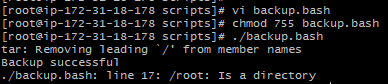 [root@ip-172-31-18-178 scripts]# vi backup.bash
[root@ip-172-31-18-178 scripts]# chmod 755 backup.bash
[root@ip-172-31-18-178 scripts]# ./backup.bash
tar: Removing leading `/' from member names
Backup successful
./backup.bash: line 17: /root: Is a directory